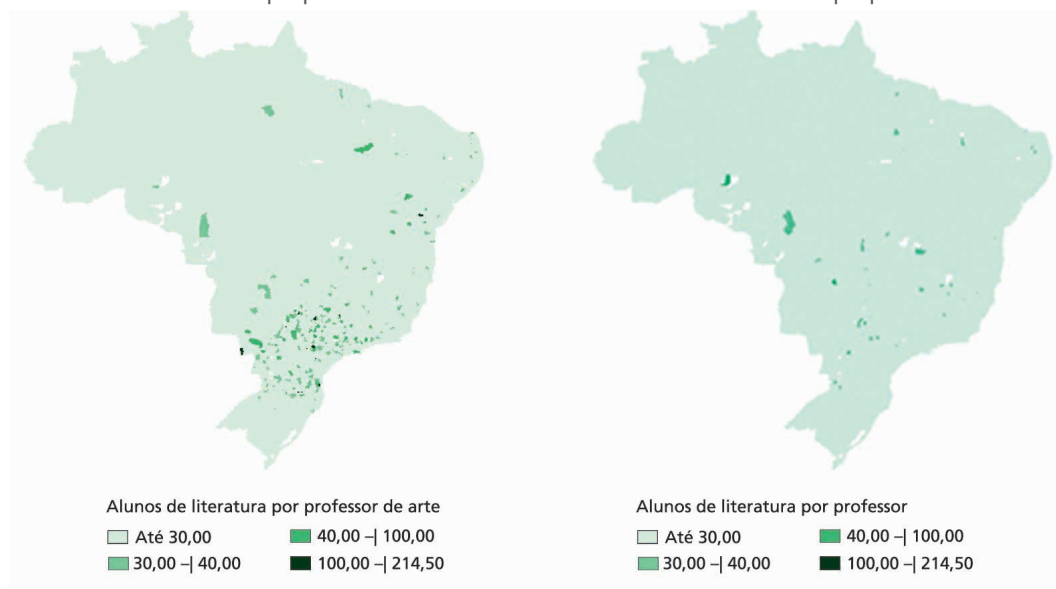 Alunos de literatura por professor de arte
Até 30,00
40,00 –| 100,00
30,00 –| 40,00
100,00 –| 214,50
Alunos de literatura por professor
Até 30,00
40,00 –| 100,00
30,00 –| 40,00
100,00 –| 214,50